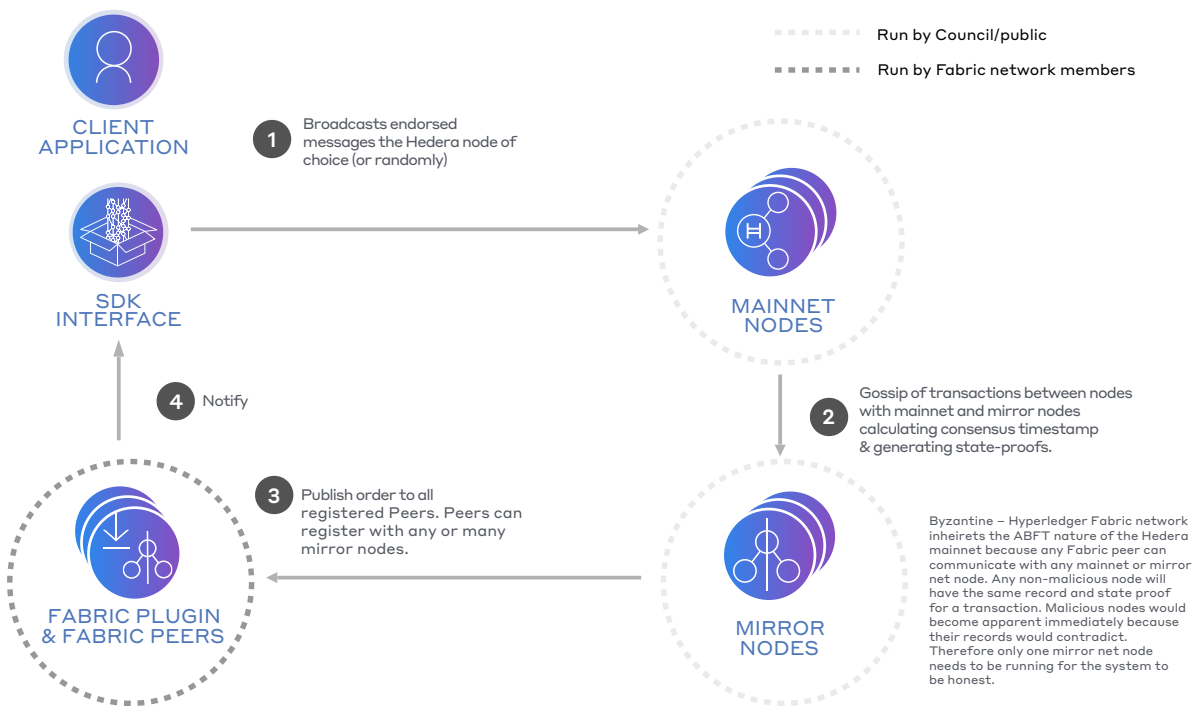 Run by Council/public
Run by Fabric network members
CLIENT
APPLICATION
1
Broadcasts endorsed
messages the Hedera node of
choice (or randomly)
SDK
INTERFACE
MAINNET
NODES
4
Notify
2
Gossip of transactions between nodes
with mainnet and mirror nodes
calculating consensus timestamp
& generating state-proofs.
3
Publish order to all
registered Peers. Peers can
register with any or many
mirror nodes.
FABRIC PLUGIN
& FABRIC PEERS
MIRROR
NODES
Byzantine – Hyperledger Fabric network
inheirets the ABFT nature of the Hedera
mainnet because any Fabric peer can
communicate with any mainnet or mirror
net node. Any non-malicious node will
have the same record and state proof
for a transaction. Malicious nodes would
become apparent immediately because
their records would contradict.
Therefore only one mirror net node
needs to be running for the system to
be honest.